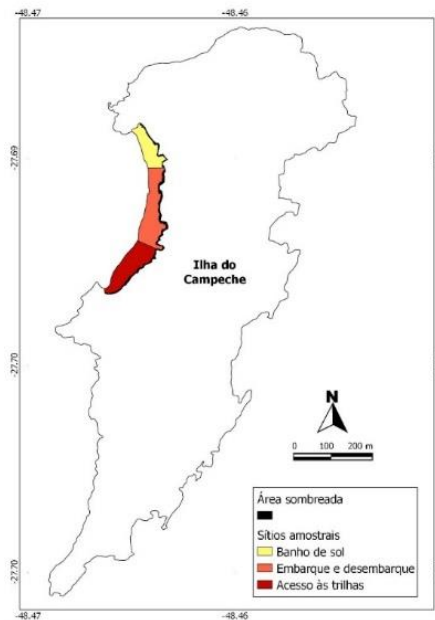 -48.47 -48.46
-27.69
Ilha do
Campeche
-27.70
N
0 100 200 m
Área sombreada
Sítios amostrais
Banho de sol
Embarque e desembarque
Acesso às trilhas
-27.70
-48.47 -48.46